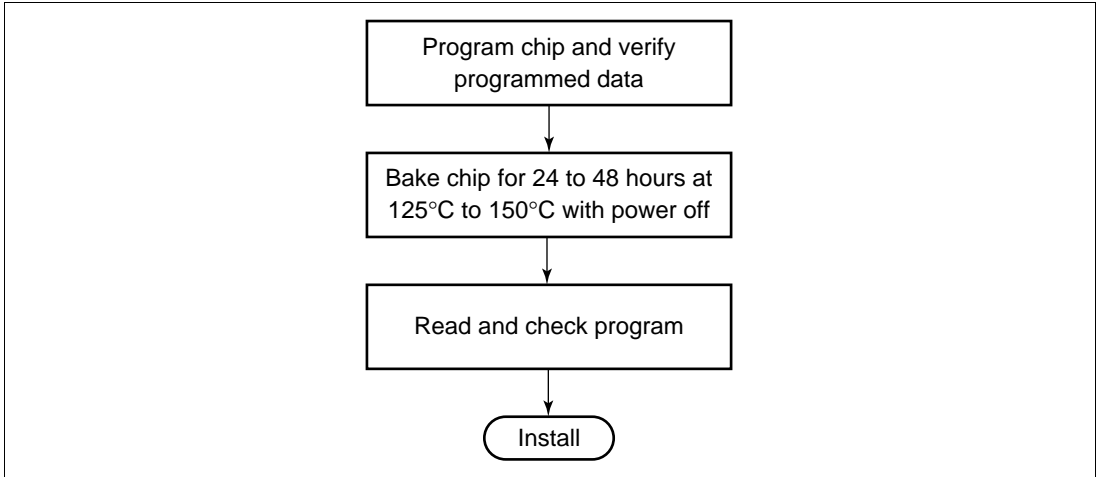 Program chip and verify
programmed data
Bake chip for 24 to 48 hours at
125°C to 150°C with power off
Read and check program
Install